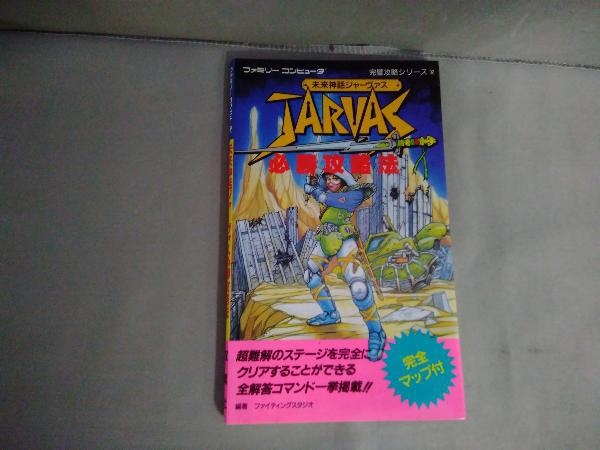 ファミリー コンピュータ
完璧攻略シリーズ
未来神話ジャーヴァス
JARVAS
必勝攻略法
超難解のステージを完全に
クリアすることができる
全解答コマンド一挙掲載!!
完全
マップ付
編著 ファイティングスタジオ